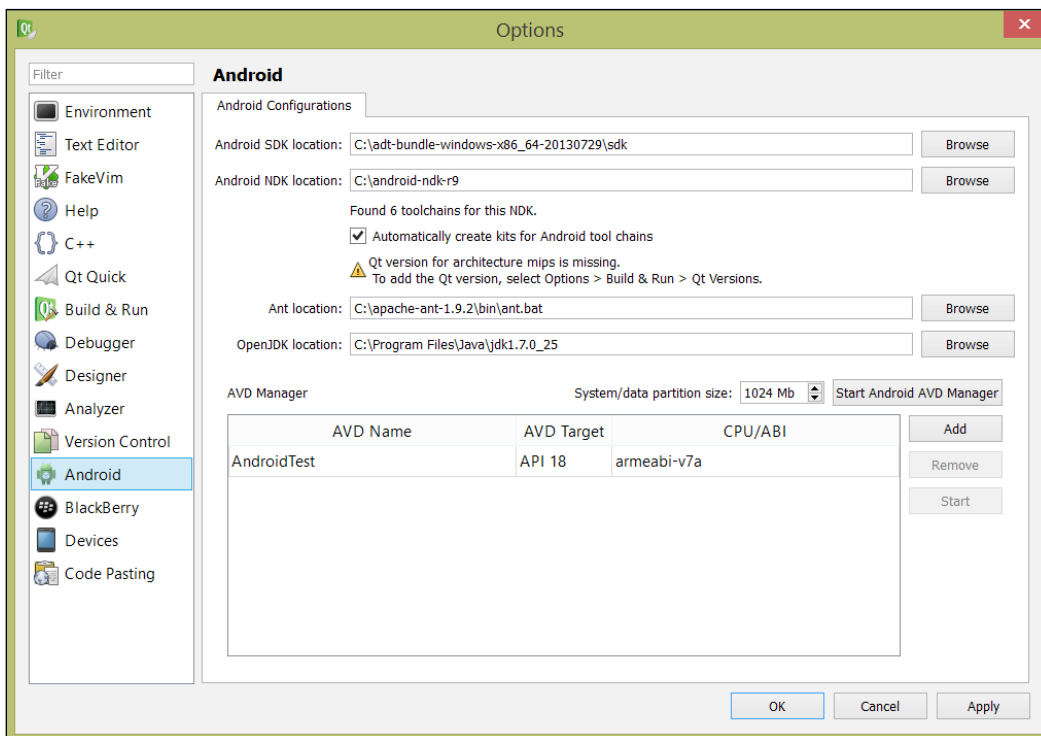 Options
Filter
Environment
Text Editor
FakeVim
Help
C++
Qt Quick
Build & Run
Debugger
Designer
Analyzer
Version Control
Android
BlackBerry
Devices
Code Pasting
Android
Android Configurations
Android SDK location: C:\adt-bundle-windows-x86_64-20130729\sdk Browse
Android NDK location: C:\android-ndk-r9 Browse
Found 6 toolchains for this NDK.
Automatically create kits for Android tool chains
Qt version for architecture mips is missing.
To add the Qt version, select Options > Build & Run > Qt Versions.
Ant location: C:\apache-ant-1.9.2\bin\ant.bat Browse
OpenJDK location: C:\Program Files\Java\jdk1.7.0_25 Browse
AVD Manager System/data partition size: 1024 Mb Start Android AVD Manager
AVD Name AVD Target CPU/ABI Add
AndroidTest API 18 armeabi-v7a Remove
Start
OK Cancel Apply